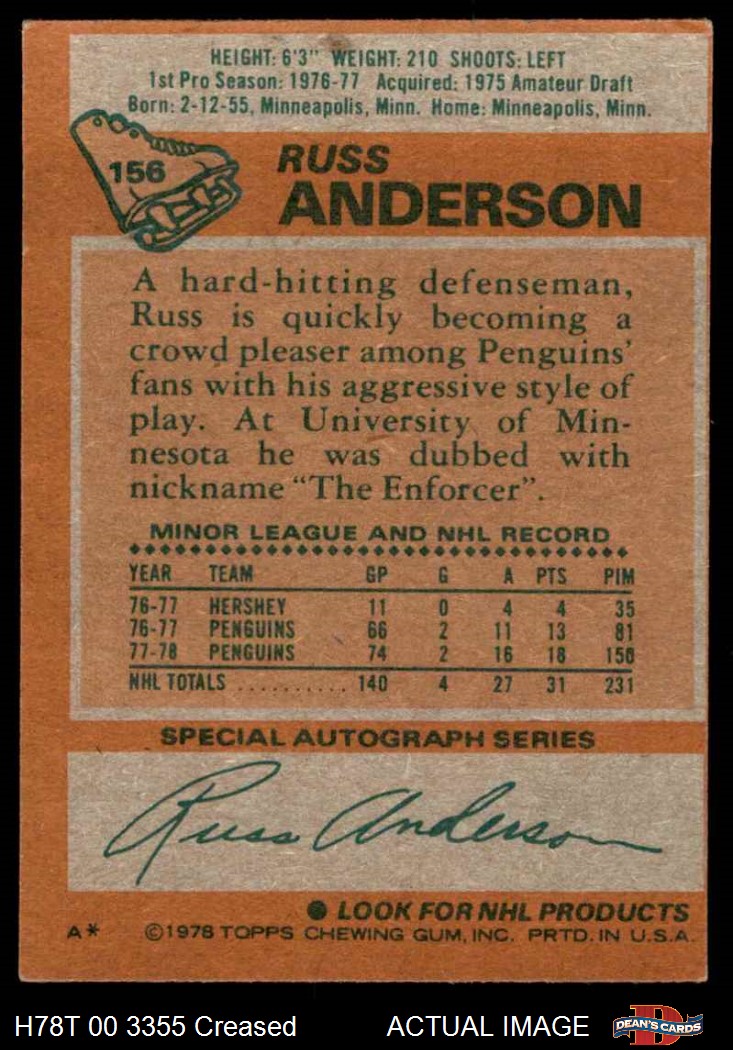 HEIGHT: 6'3" WEIGHT: 210 SHOOTS: LEFT
1st Pro Season: 1976-77 Acquired: 1975 Amateur Draft
Born: 2-12-55, Minneapolis, Minn. Home: Minneapolis, Minn.
156
RUSS
ANDERSON
A hard-hitting defenseman,
Russ is quickly becoming a
crowd pleaser among Penguins'
fans with his aggressive style of
play. At University of Min-
nesota he was dubbed with
nickname "The Enforcer".
MINOR LEAGUE AND NHL RECORD
YEAR TEAM GP G A PTS PIM
76-77 HERSHEY 11 0 4 4 35
76-77 PENGUINS 66 2 11 13 81
77-78 PENGUINS 74 2 16 18 150
NHL TOTALS .......... 140 4 27 31 231
SPECIAL AUTOGRAPH SERIES
Russ Anderson
● LOOK FOR NHL PRODUCTS
A* ©1978 TOPPS CHEWING GUM, INC. PRTD. IN U.S.A.
H78T 00 3355 Creased ACTUAL IMAGE
D DEAN'S CARDS